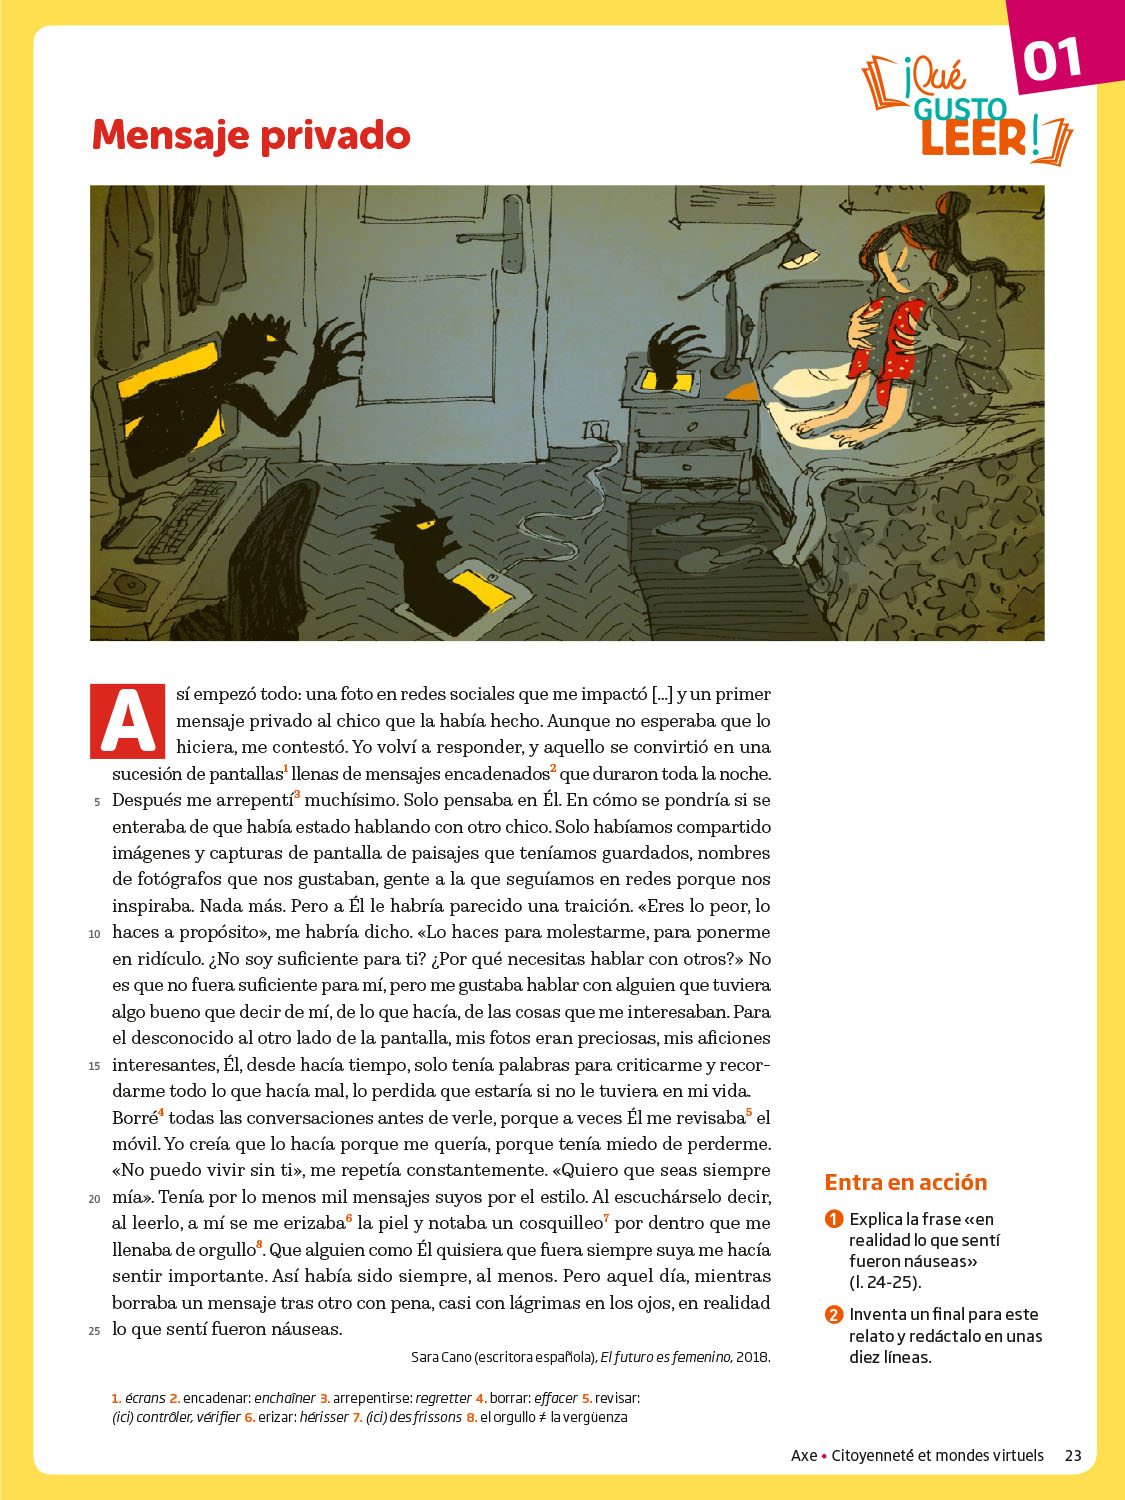 01
¡Qué
GUSTO
LEER!
Mensaje privado
Así empezó todo: una foto en redes sociales que me impactó [...] y un primer
mensaje privado al chico que la había hecho. Aunque no esperaba que lo
hiciera, me contestó. Yo volví a responder, y aquello se convirtió en una
sucesión de pantallas1 llenas de mensajes encadenados2 que duraron toda la noche.
5 Después me arrepentí3 muchísimo. Solo pensaba en Él. En cómo se pondría si se
enteraba de que había estado hablando con otro chico. Solo habíamos compartido
imágenes y capturas de pantalla de paisajes que teníamos guardados, nombres
de fotógrafos que nos gustaban, gente a la que seguíamos en redes porque nos
inspiraba. Nada más. Pero a Él le habría parecido una traición. «Eres lo peor, lo
10 haces a propósito», me habría dicho. «Lo haces para molestarme, para ponerme
en ridículo. ¿No soy suficiente para ti? ¿Por qué necesitas hablar con otros?» No
es que no fuera suficiente para mí, pero me gustaba hablar con alguien que tuviera
algo bueno que decir de mí, de lo que hacía, de las cosas que me interesaban. Para
el desconocido al otro lado de la pantalla, mis fotos eran preciosas, mis aficiones
15 interesantes, Él, desde hacía tiempo, solo tenía palabras para criticarme y recor-
darme todo lo que hacía mal, lo perdida que estaría si no le tuviera en mi vida.
Borré4 todas las conversaciones antes de verle, porque a veces Él me revisaba5 el
móvil. Yo creía que lo hacía porque me quería, porque tenía miedo de perderme.
«No puedo vivir sin ti», me repetía constantemente. «Quiero que seas siempre
20 mía». Tenía por lo menos mil mensajes suyos por el estilo. Al escuchárselo decir,
al leerlo, a mí se me erizaba6 la piel y notaba un cosquilleo7 por dentro que me
llenaba de orgullo8. Que alguien como Él quisiera que fuera siempre suya me hacía
sentir importante. Así había sido siempre, al menos. Pero aquel día, mientras
borraba un mensaje tras otro con pena, casi con lágrimas en los ojos, en realidad
25 lo que sentí fueron náuseas.
Sara Cano (escritora española), El futuro es femenino, 2018.
1. écrans 2. encadenar: enchaîner 3. arrepentirse: regretter 4. borrar: effacer 5. revisar:
(ici) contrôler, vérifier 6. erizar: hérisser 7. (ici) des frissons 8. el orgullo ≠ la vergüenza
Entra en acción
1 Explica la frase «en
realidad lo que sentí
fueron náuseas»
(l. 24-25).
2 Inventa un final para este
relato y redáctalo en unas
diez líneas.
Axe • Citoyenneté et mondes virtuels 23